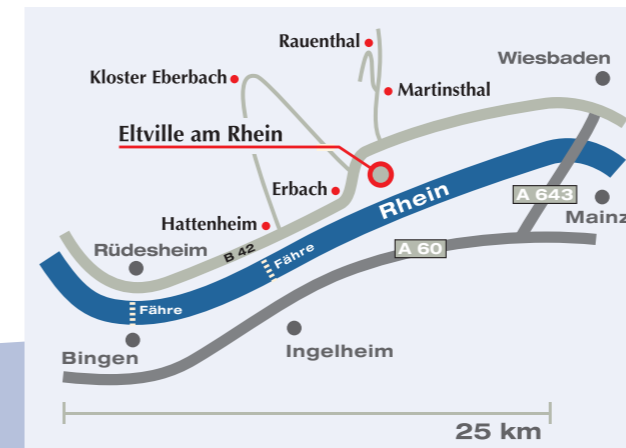 Rauenthal
Wiesbaden
Kloster Eberbach
Martinsthal
Eltville am Rhein
Erbach
Rhein
A 643
Mainz
Hattenheim
Rüdesheim
B 42
Fähre
A 60
Fähre
Bingen
Ingelheim
25 km